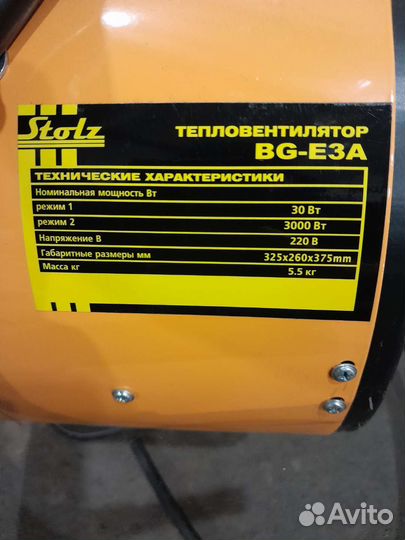 Stolz
ТЕПЛОВЕНТИЛЯТОР
BG-E3A
ТЕХНИЧЕСКИЕ ХАРАКТЕРИСТИКИ
Номинальная мощность Вт
режим 1 30 Вт
режим 2 3000 Вт
Напряжение В 220 В
Габаритные размеры мм 325x260x375mm
Масса кг 5.5 кг
Avito